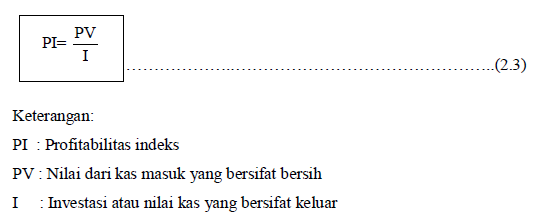 PI= PV
I
……………………………………………………………….(2.3)
Keterangan:
PI : Profitabilitas indeks
PV : Nilai dari kas masuk yang bersifat bersih
I : Investasi atau nilai kas yang bersifat keluar